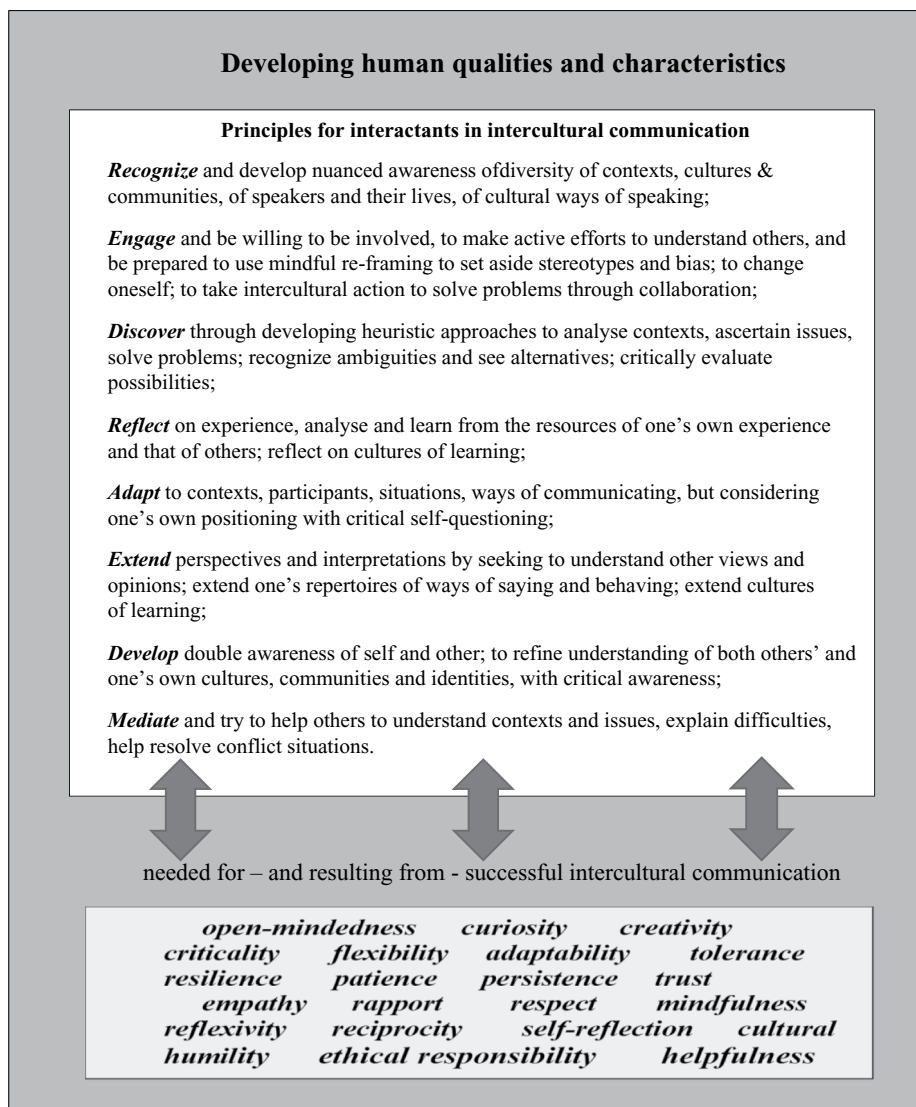 Developing human qualities and characteristics
Principles for interactants in intercultural communication
Recognize and develop nuanced awareness ofdiversity of contexts, cultures &
communities, of speakers and their lives, of cultural ways of speaking;
Engage and be willing to be involved, to make active efforts to understand others, and
be prepared to use mindful re-framing to set aside stereotypes and bias; to change
oneself; to take intercultural action to solve problems through collaboration;
Discover through developing heuristic approaches to analyse contexts, ascertain issues,
solve problems; recognize ambiguities and see alternatives; critically evaluate
possibilities;
Reflect on experience, analyse and learn from the resources of one’s own experience
and that of others; reflect on cultures of learning;
Adapt to contexts, participants, situations, ways of communicating, but considering
one’s own positioning with critical self-questioning;
Extend perspectives and interpretations by seeking to understand other views and
opinions; extend one’s repertoires of ways of saying and behaving; extend cultures
of learning;
Develop double awareness of self and other; to refine understanding of both others’ and
one’s own cultures, communities and identities, with critical awareness;
Mediate and try to help others to understand contexts and issues, explain difficulties,
help resolve conflict situations.
needed for – and resulting from - successful intercultural communication
open-mindedness curiosity creativity
criticality flexibility adaptability tolerance
resilience patience persistence trust
empathy rapport respect mindfulness
reflexivity reciprocity self-reflection cultural
humility ethical responsibility helpfulness